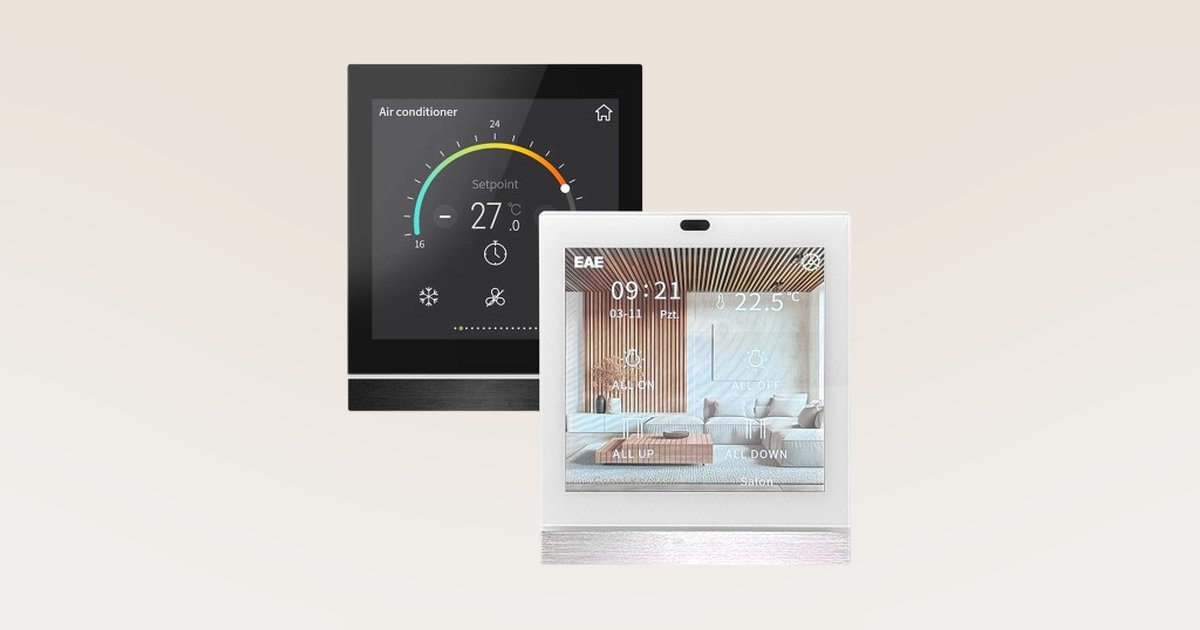 Air conditioner
24
Setpoint
27.0 °C
16
EAE
09:21
22.5 °C
03-11 Pzt.
ALL ON
ALL OFF
ALL UP
ALL DOWN
Salon